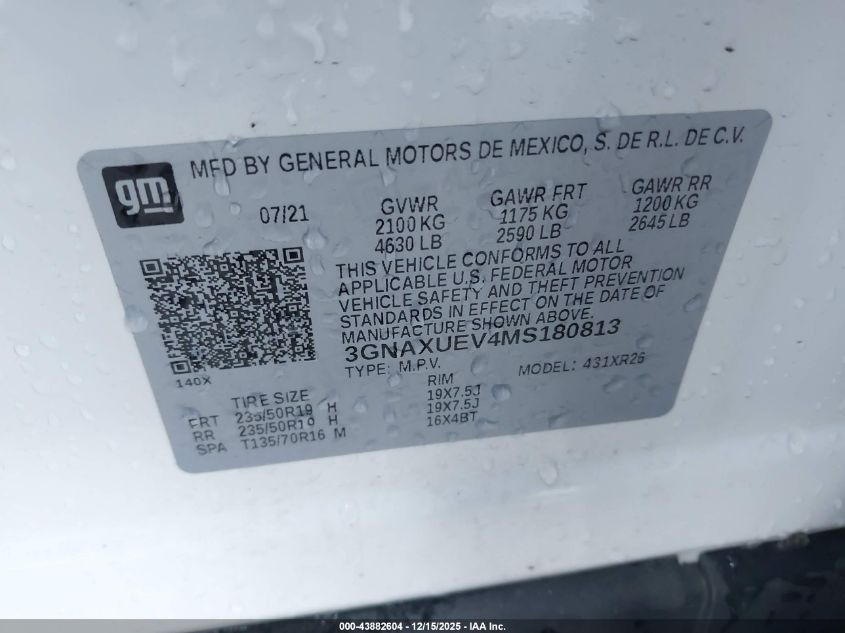 gm
MFD BY GENERAL MOTORS DE MEXICO, S. DE R.L. DE C.V.
07/21
GVWR
2100 KG
4630 LB
GAWR FRT
1175 KG
2590 LB
GAWR RR
1200 KG
2645 LB
THIS VEHICLE CONFORMS TO ALL
APPLICABLE U.S. FEDERAL MOTOR
VEHICLE SAFETY AND THEFT PREVENTION
STANDARDS IN EFFECT ON THE DATE OF
MANUFACTURE SHOWN ABOVE.
3GNAXUEV4MS180813
TYPE: M.P.V.
MODEL: 431XR26
140X
TIRE SIZE
RIM
FRT 235/50R19 H 19X7.5J
RR 235/50R19 H 19X7.5J
SPA T135/70R16 M 16X4BT
000-43882604 - 12/15/2025 - IAA Inc.